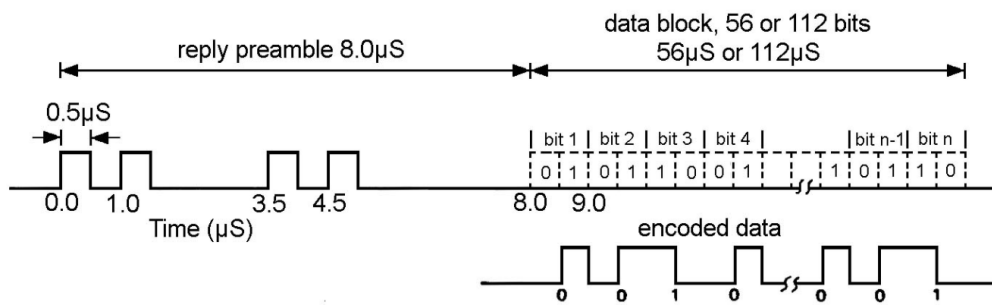 data block, 56 or 112 bits
reply preamble 8.0µS
56µS or 112µS
0.5µS
bit 1 bit 2 bit 3 bit 4 bit n-1 bit n
0 1 0 1 1 0 0 1 1 0 1 1 0
0.0 1.0 3.5 4.5 8.0 9.0
Time (µS)
encoded data
0 0 1 0 0 0 1